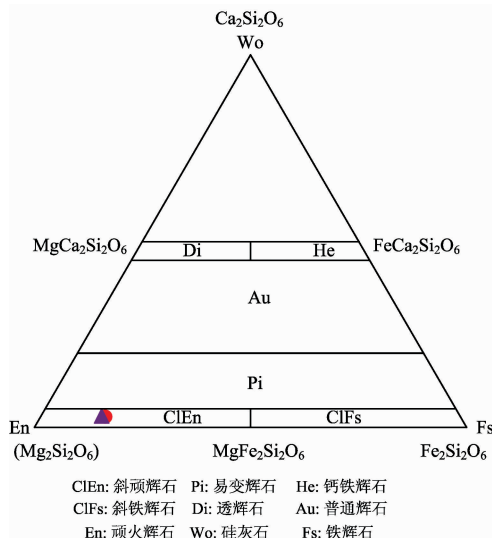 Ca₂Si₂O₆
Wo
MgCa₂Si₂O₆ Di He FeCa₂Si₂O₆
Au
Pi
En ClEn ClFs Fs
(Mg₂Si₂O₆) MgFe₂Si₂O₆ Fe₂Si₂O₆
ClEn: 斜顽辉石 Pi: 易变辉石 He: 钙铁辉石
ClFs: 斜铁辉石 Di: 透辉石 Au: 普通辉石
En: 顽火辉石 Wo: 硅灰石 Fs: 铁辉石